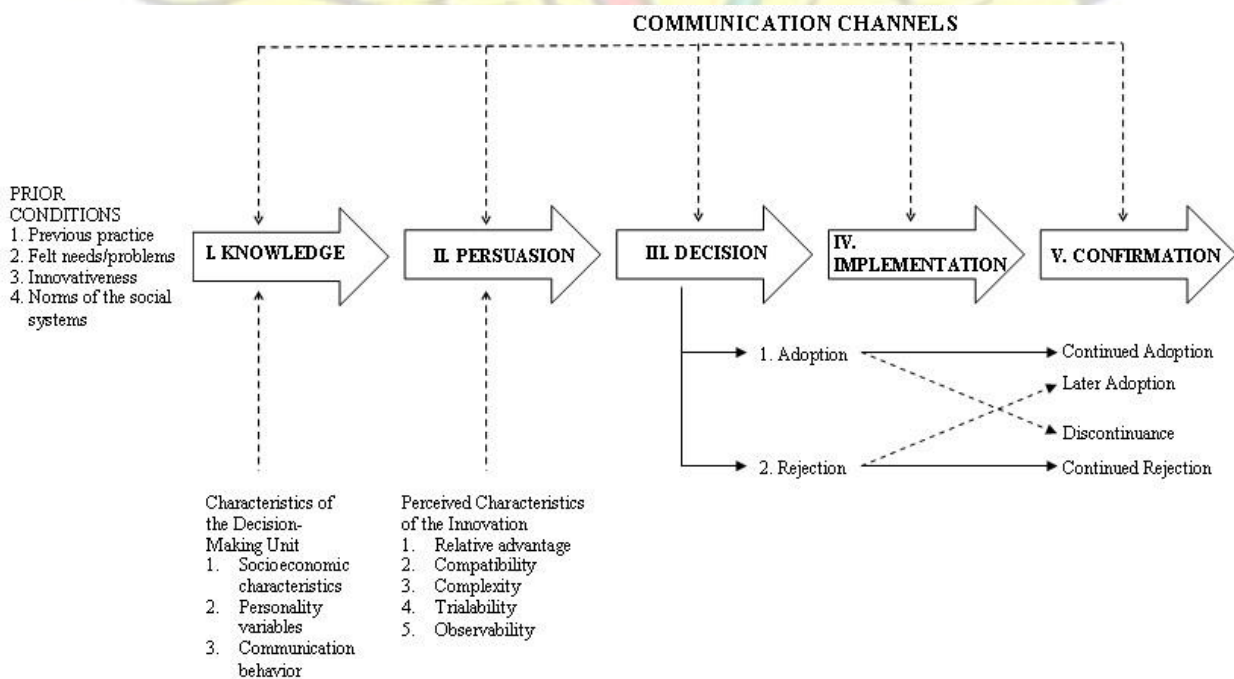 COMMUNICATION CHANNELS
PRIOR
CONDITIONS
1. Previous practice
2. Felt needs/problems
3. Innovativeness
4. Norms of the social
systems
I. KNOWLEDGE
II. PERSUASION
III. DECISION
IV.
IMPLEMENTATION
V. CONFIRMATION
1. Adoption
2. Rejection
Continued Adoption
Later Adoption
Discontinuance
Continued Rejection
Characteristics of
the Decision-
Making Unit
1. Socioeconomic
characteristics
2. Personality
variables
3. Communication
behavior
Perceived Characteristics
of the Innovation
1. Relative advantage
2. Compatibility
3. Complexity
4. Trialability
5. Observability